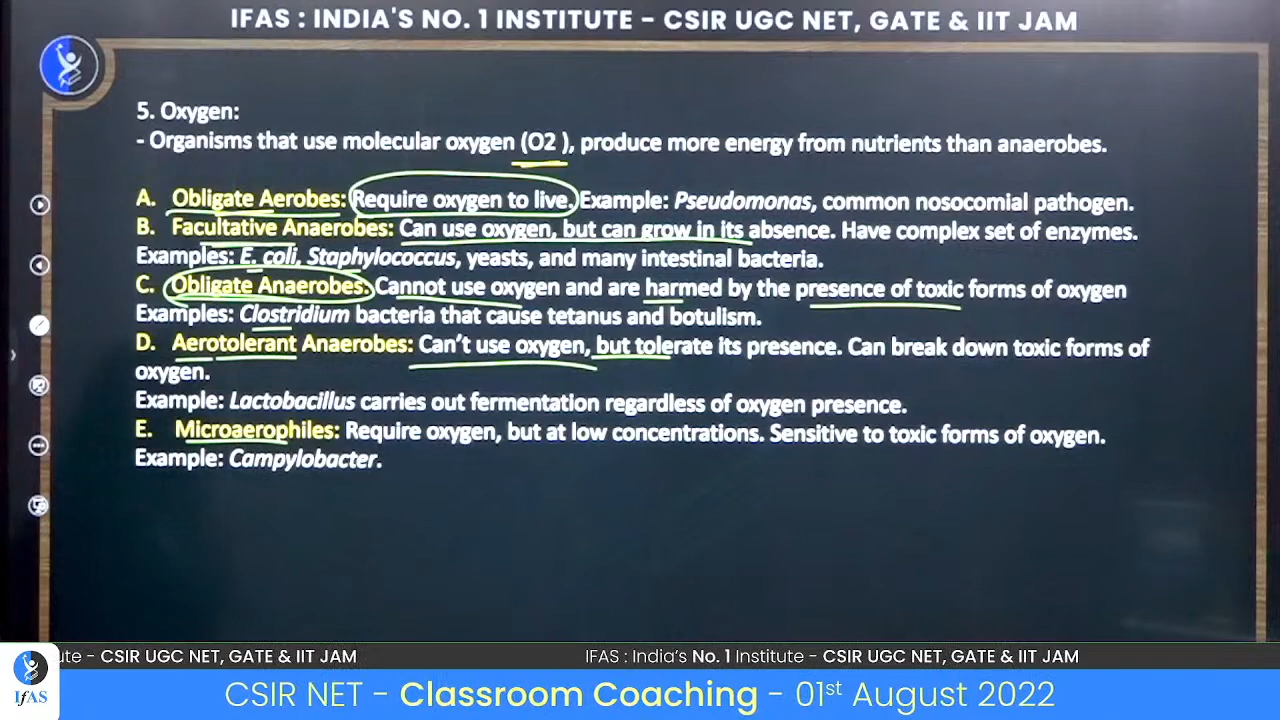 IFAS : INDIA'S NO. 1 INSTITUTE - CSIR UGC NET, GATE & IIT JAM
5. Oxygen:
- Organisms that use molecular oxygen (O2 ), produce more energy from nutrients than anaerobes.
A. Obligate Aerobes: Require oxygen to live. Example: Pseudomonas, common nosocomial pathogen.
B. Facultative Anaerobes: Can use oxygen, but can grow in its absence. Have complex set of enzymes.
Examples: E. coli, Staphylococcus, yeasts, and many intestinal bacteria.
C. Obligate Anaerobes: Cannot use oxygen and are harmed by the presence of toxic forms of oxygen
Examples: Clostridium bacteria that cause tetanus and botulism.
D. Aerotolerant Anaerobes: Can't use oxygen, but tolerate its presence. Can break down toxic forms of
oxygen.
Example: Lactobacillus carries out fermentation regardless of oxygen presence.
E. Microaerophiles: Require oxygen, but at low concentrations. Sensitive to toxic forms of oxygen.
Example: Campylobacter.
ute - CSIR UGC NET, GATE & IIT JAM IFAS : India's No. 1 Institute - CSIR UGC NET, GATE & IIT JAM
IfAS
CSIR NET - Classroom Coaching - 01st August 2022